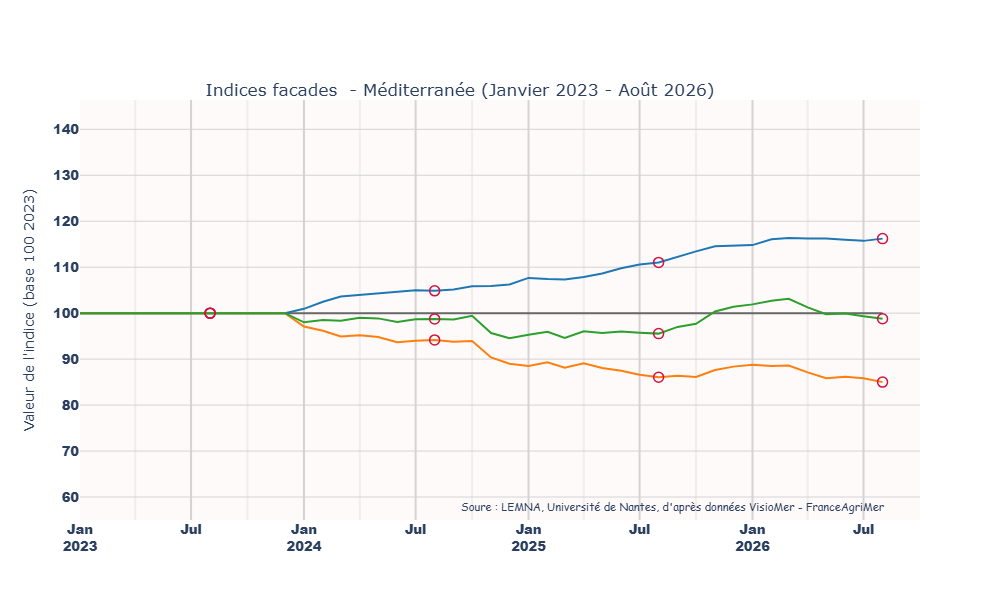 Indices facades  - Méditerranée (Janvier 2023 - Août 2026)
Valeur de l'Indice (base 100 2023)
140
130
120
110
100
90
80
70
60
Soure : LEMNA, Université de Nantes, d'après données VisioMer - FranceAgriMer
Jan Jul Jan Jul Jan Jul Jan Jul
2023 2024 2025 2026